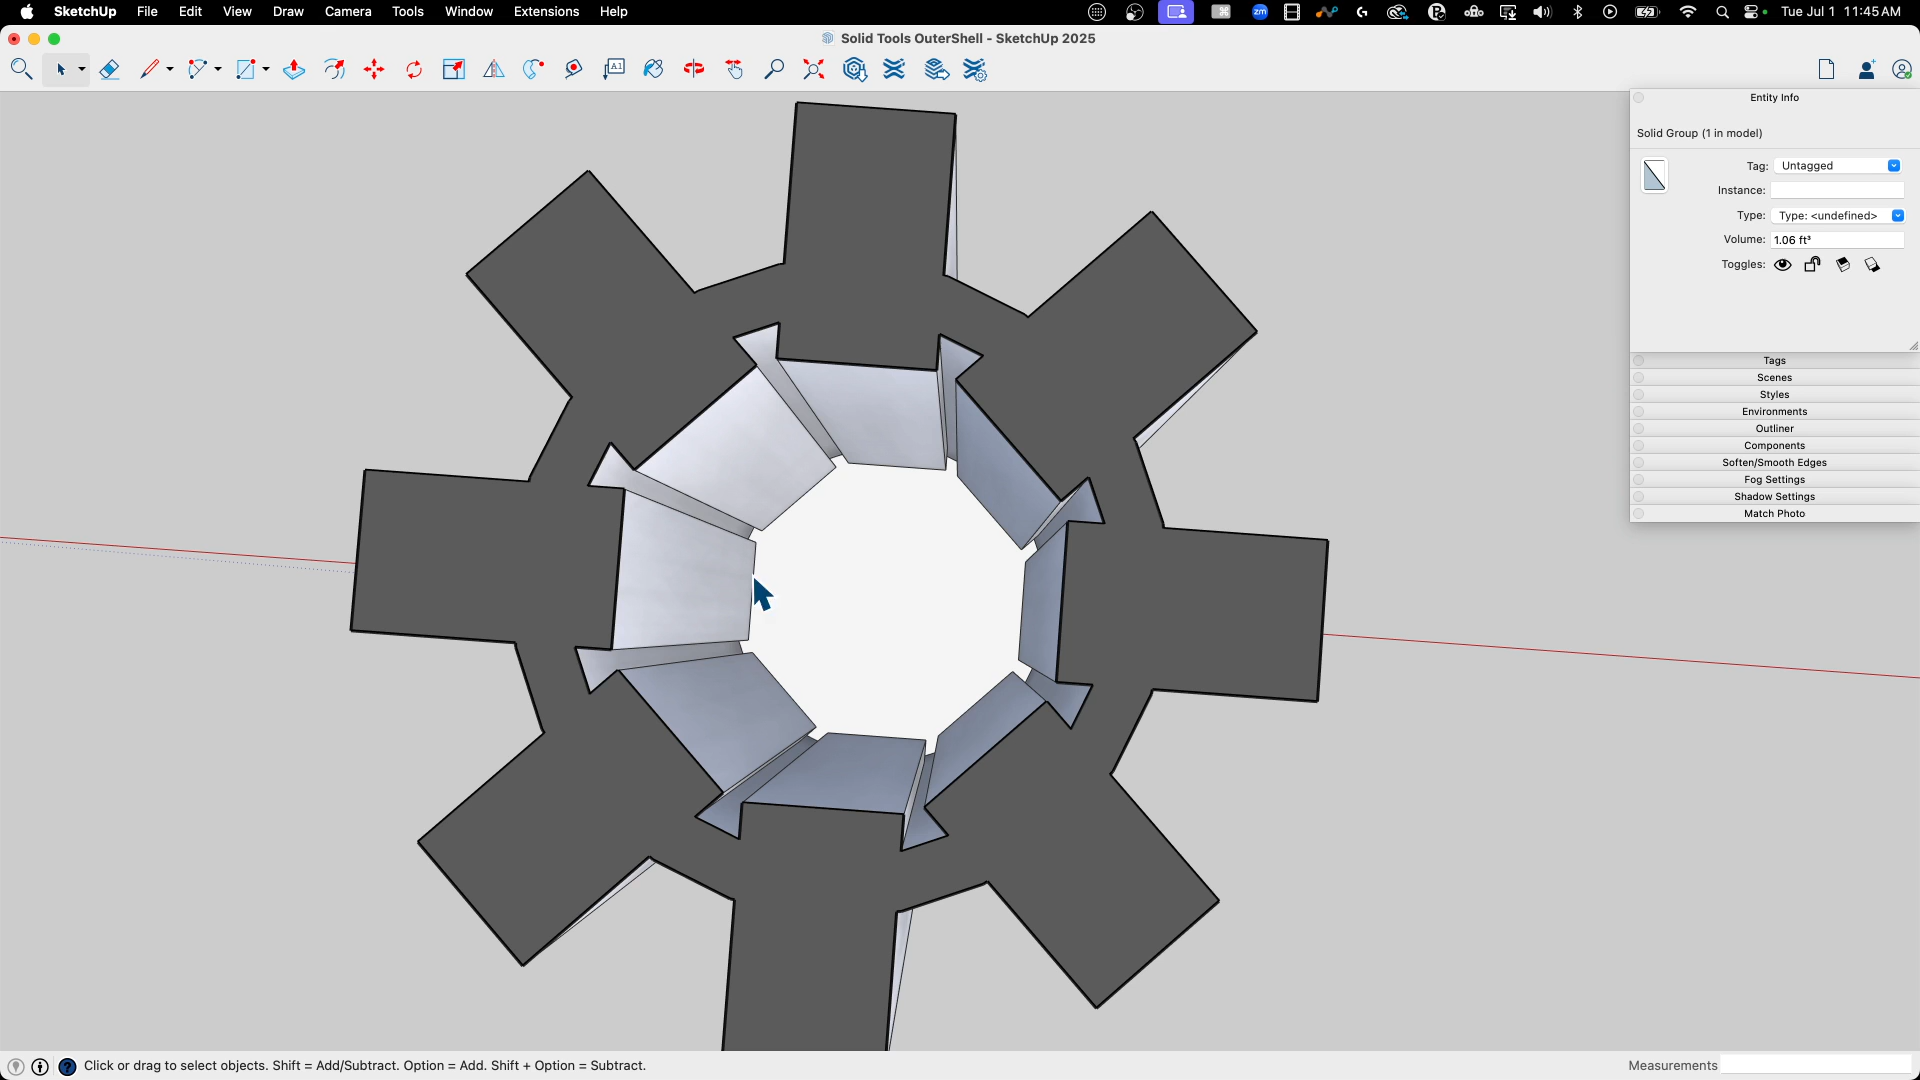 SketchUp File Edit View Draw Camera Tools Window Extensions Help zm Tue Jul 1 11:45 AM
Solid Tools OuterShell - SketchUp 2025
A1
Entity Info
Solid Group (1 in model)
Tag: Untagged
Instance:
Type: Type: <undefined>
Volume: 1.06 ft³
Toggles:
Tags
Scenes
Styles
Environments
Outliner
Components
Soften/Smooth Edges
Fog Settings
Shadow Settings
Match Photo
Click or drag to select objects. Shift = Add/Subtract. Option = Add. Shift + Option = Subtract.
Measurements